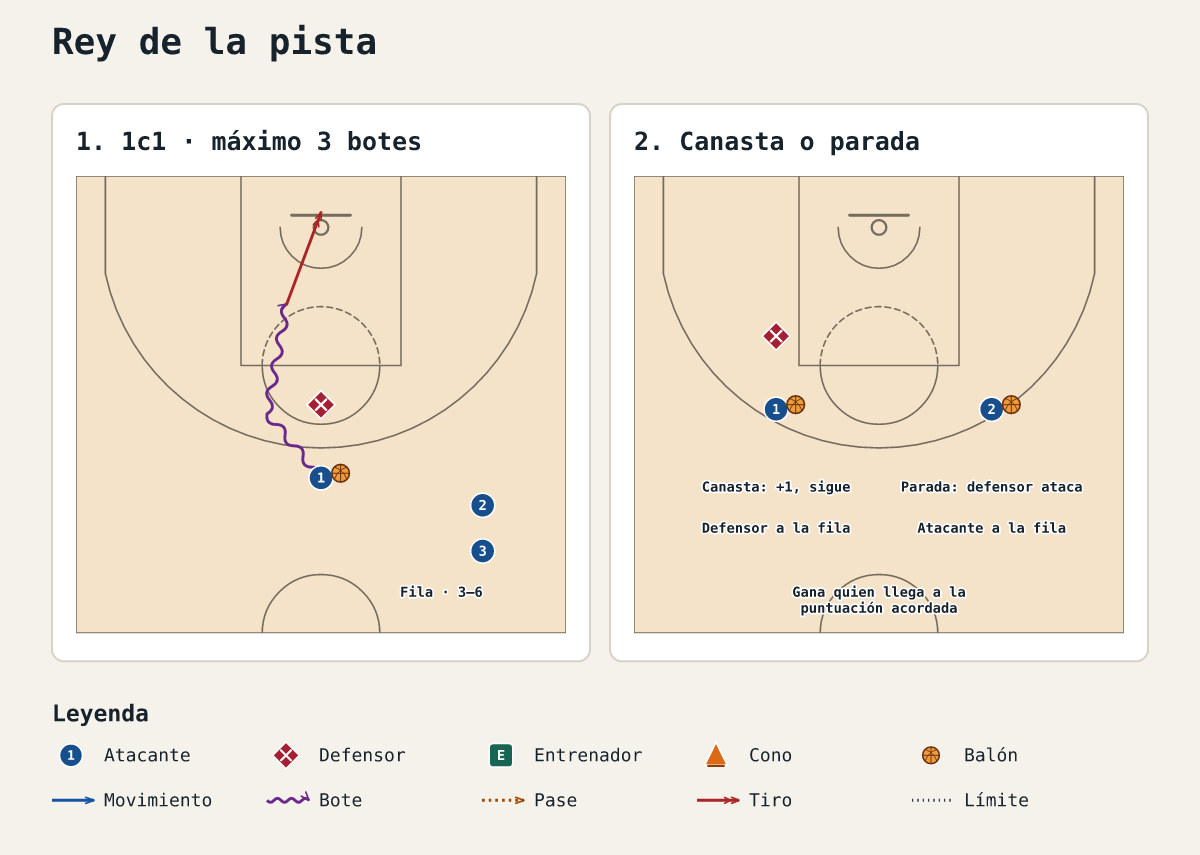 Rey de la pista
1. 1c1 · máximo 3 botes
1
2
3
Fila · 3–6
2. Canasta o parada
1
2
Canasta: +1, sigue
Parada: defensor ataca
Defensor a la fila
Atacante a la fila
Gana quien llega a la
puntuación acordada
Leyenda
1 Atacante
Defensor
E Entrenador
Cono
Balón
Movimiento
Bote
Pase
Tiro
Límite